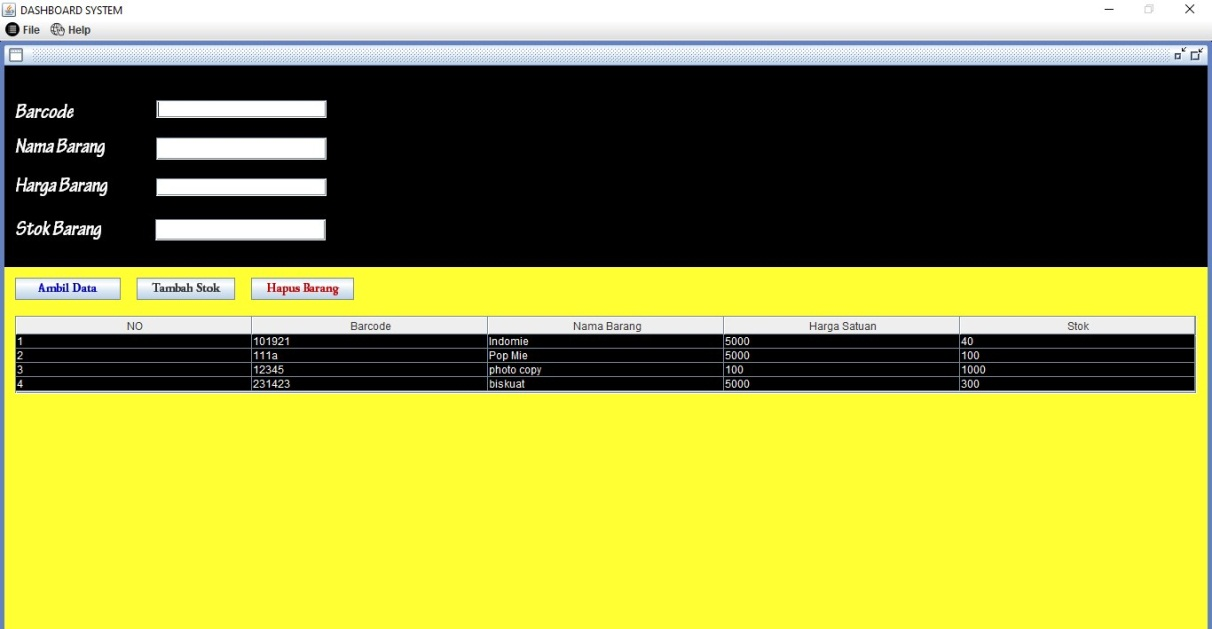 DASHBOARD SYSTEM
File Help
Barcode
Nama Barang
Harga Barang
Stok Barang
Ambil Data Tambah Stok Hapus Barang
NO Barcode Nama Barang Harga Satuan Stok
1 101921 Indomie 5000 40
2 111a Pop Mie 5000 100
3 12345 photo copy 100 1000
4 231423 biskuat 5000 300